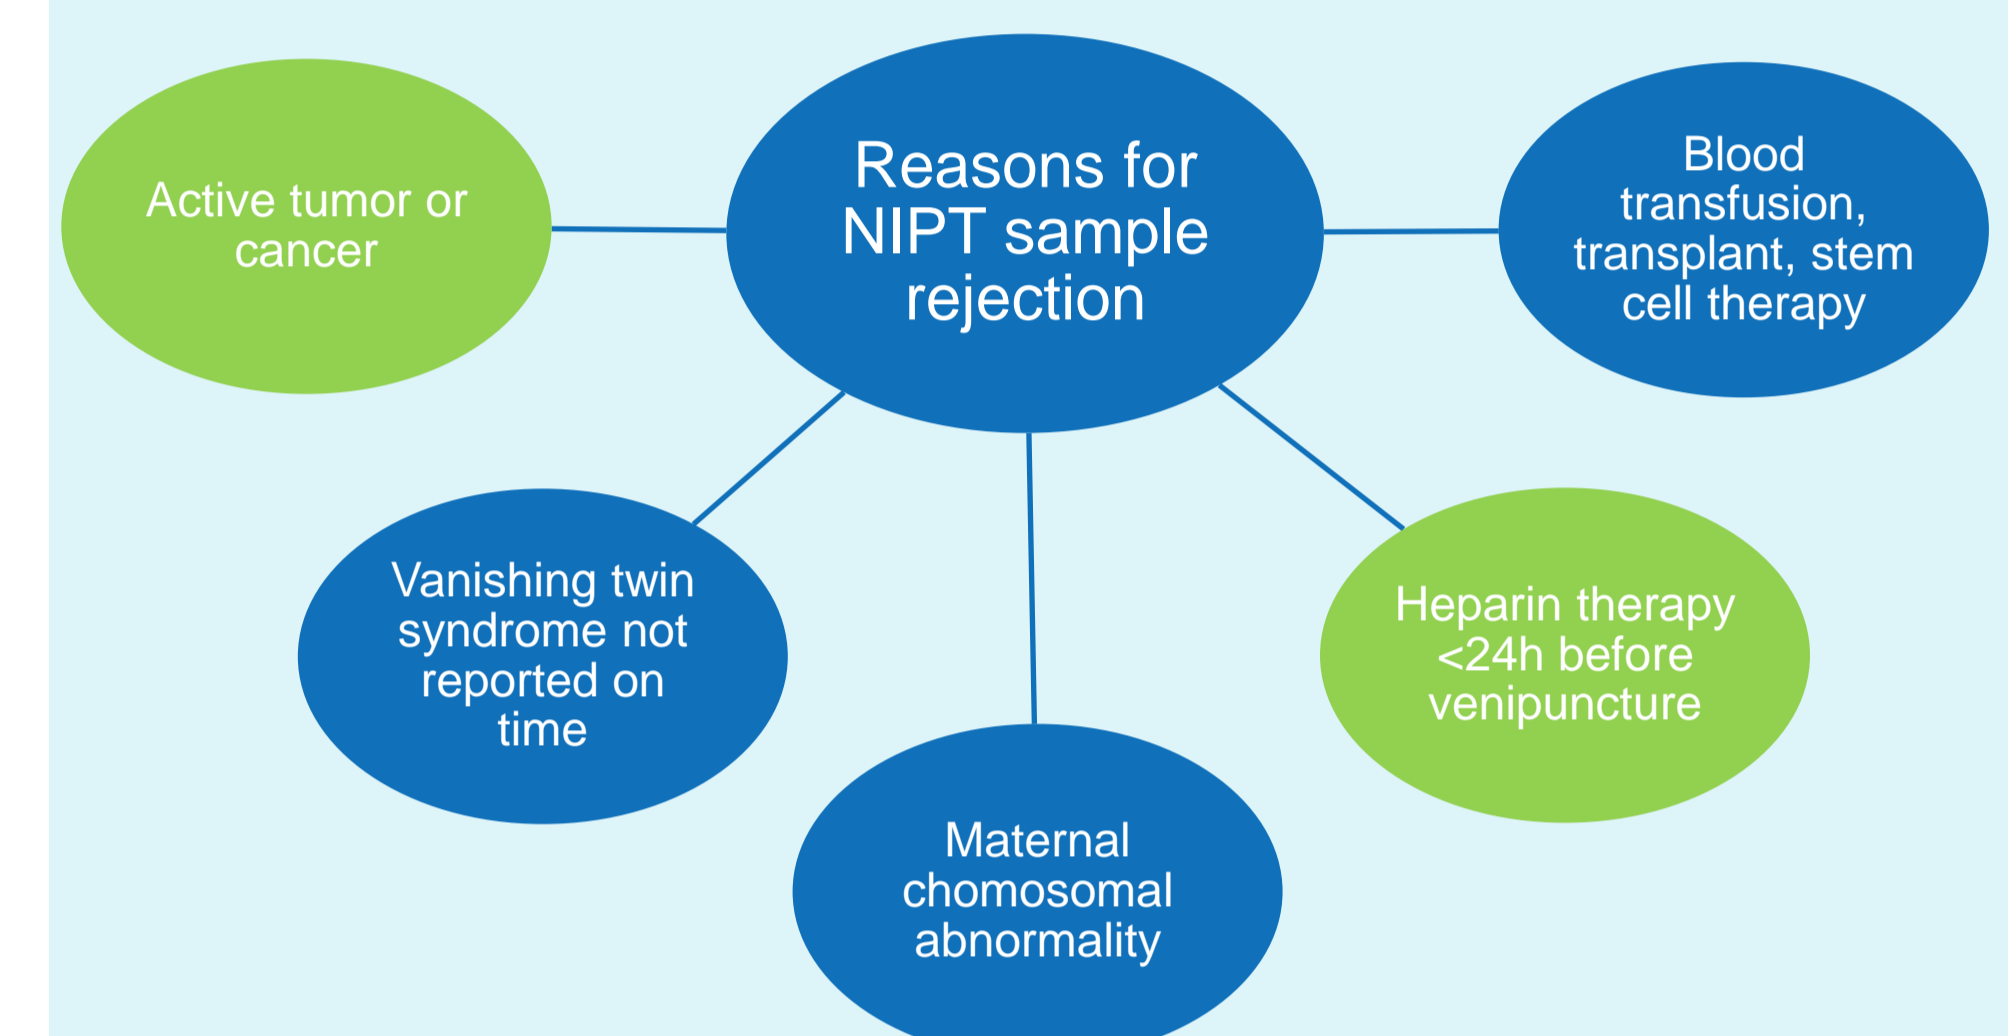 Reasons for
NIPT sample
rejection
Active tumor or
cancer
Blood
transfusion,
transplant, stem
cell therapy
Vanishing twin
syndrome not
reported on
time
Heparin therapy
<24h before
venipuncture
Maternal
chomosomal
abnormality